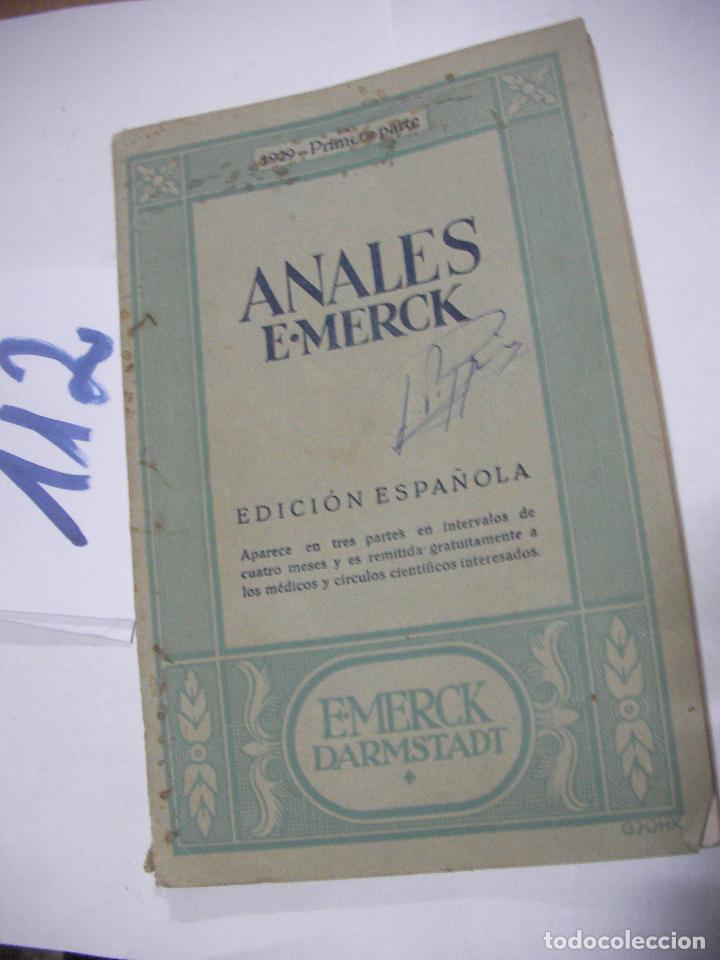 1929 - Primera parte
ANALES
E·MERCK
EDICIÓN ESPAÑOLA
Aparece en tres partes en intervalos de
cuatro meses y es remitida gratuitamente a
los médicos y círculos científicos interesados.
E·MERCK
DARMSTADT
112
todocoleccion